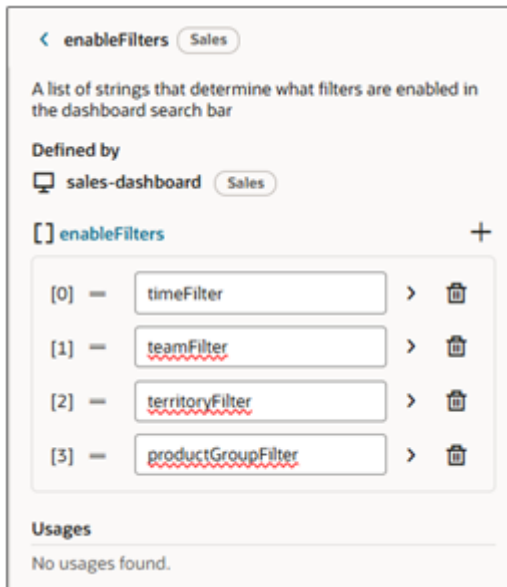 enableFilters Sales
A list of strings that determine what filters are enabled in
the dashboard search bar
Defined by
sales-dashboard Sales
[] enableFilters
[0] timeFilter
[1] teamFilter
[2] territoryFilter
[3] productGroupFilter
Usages
No usages found.